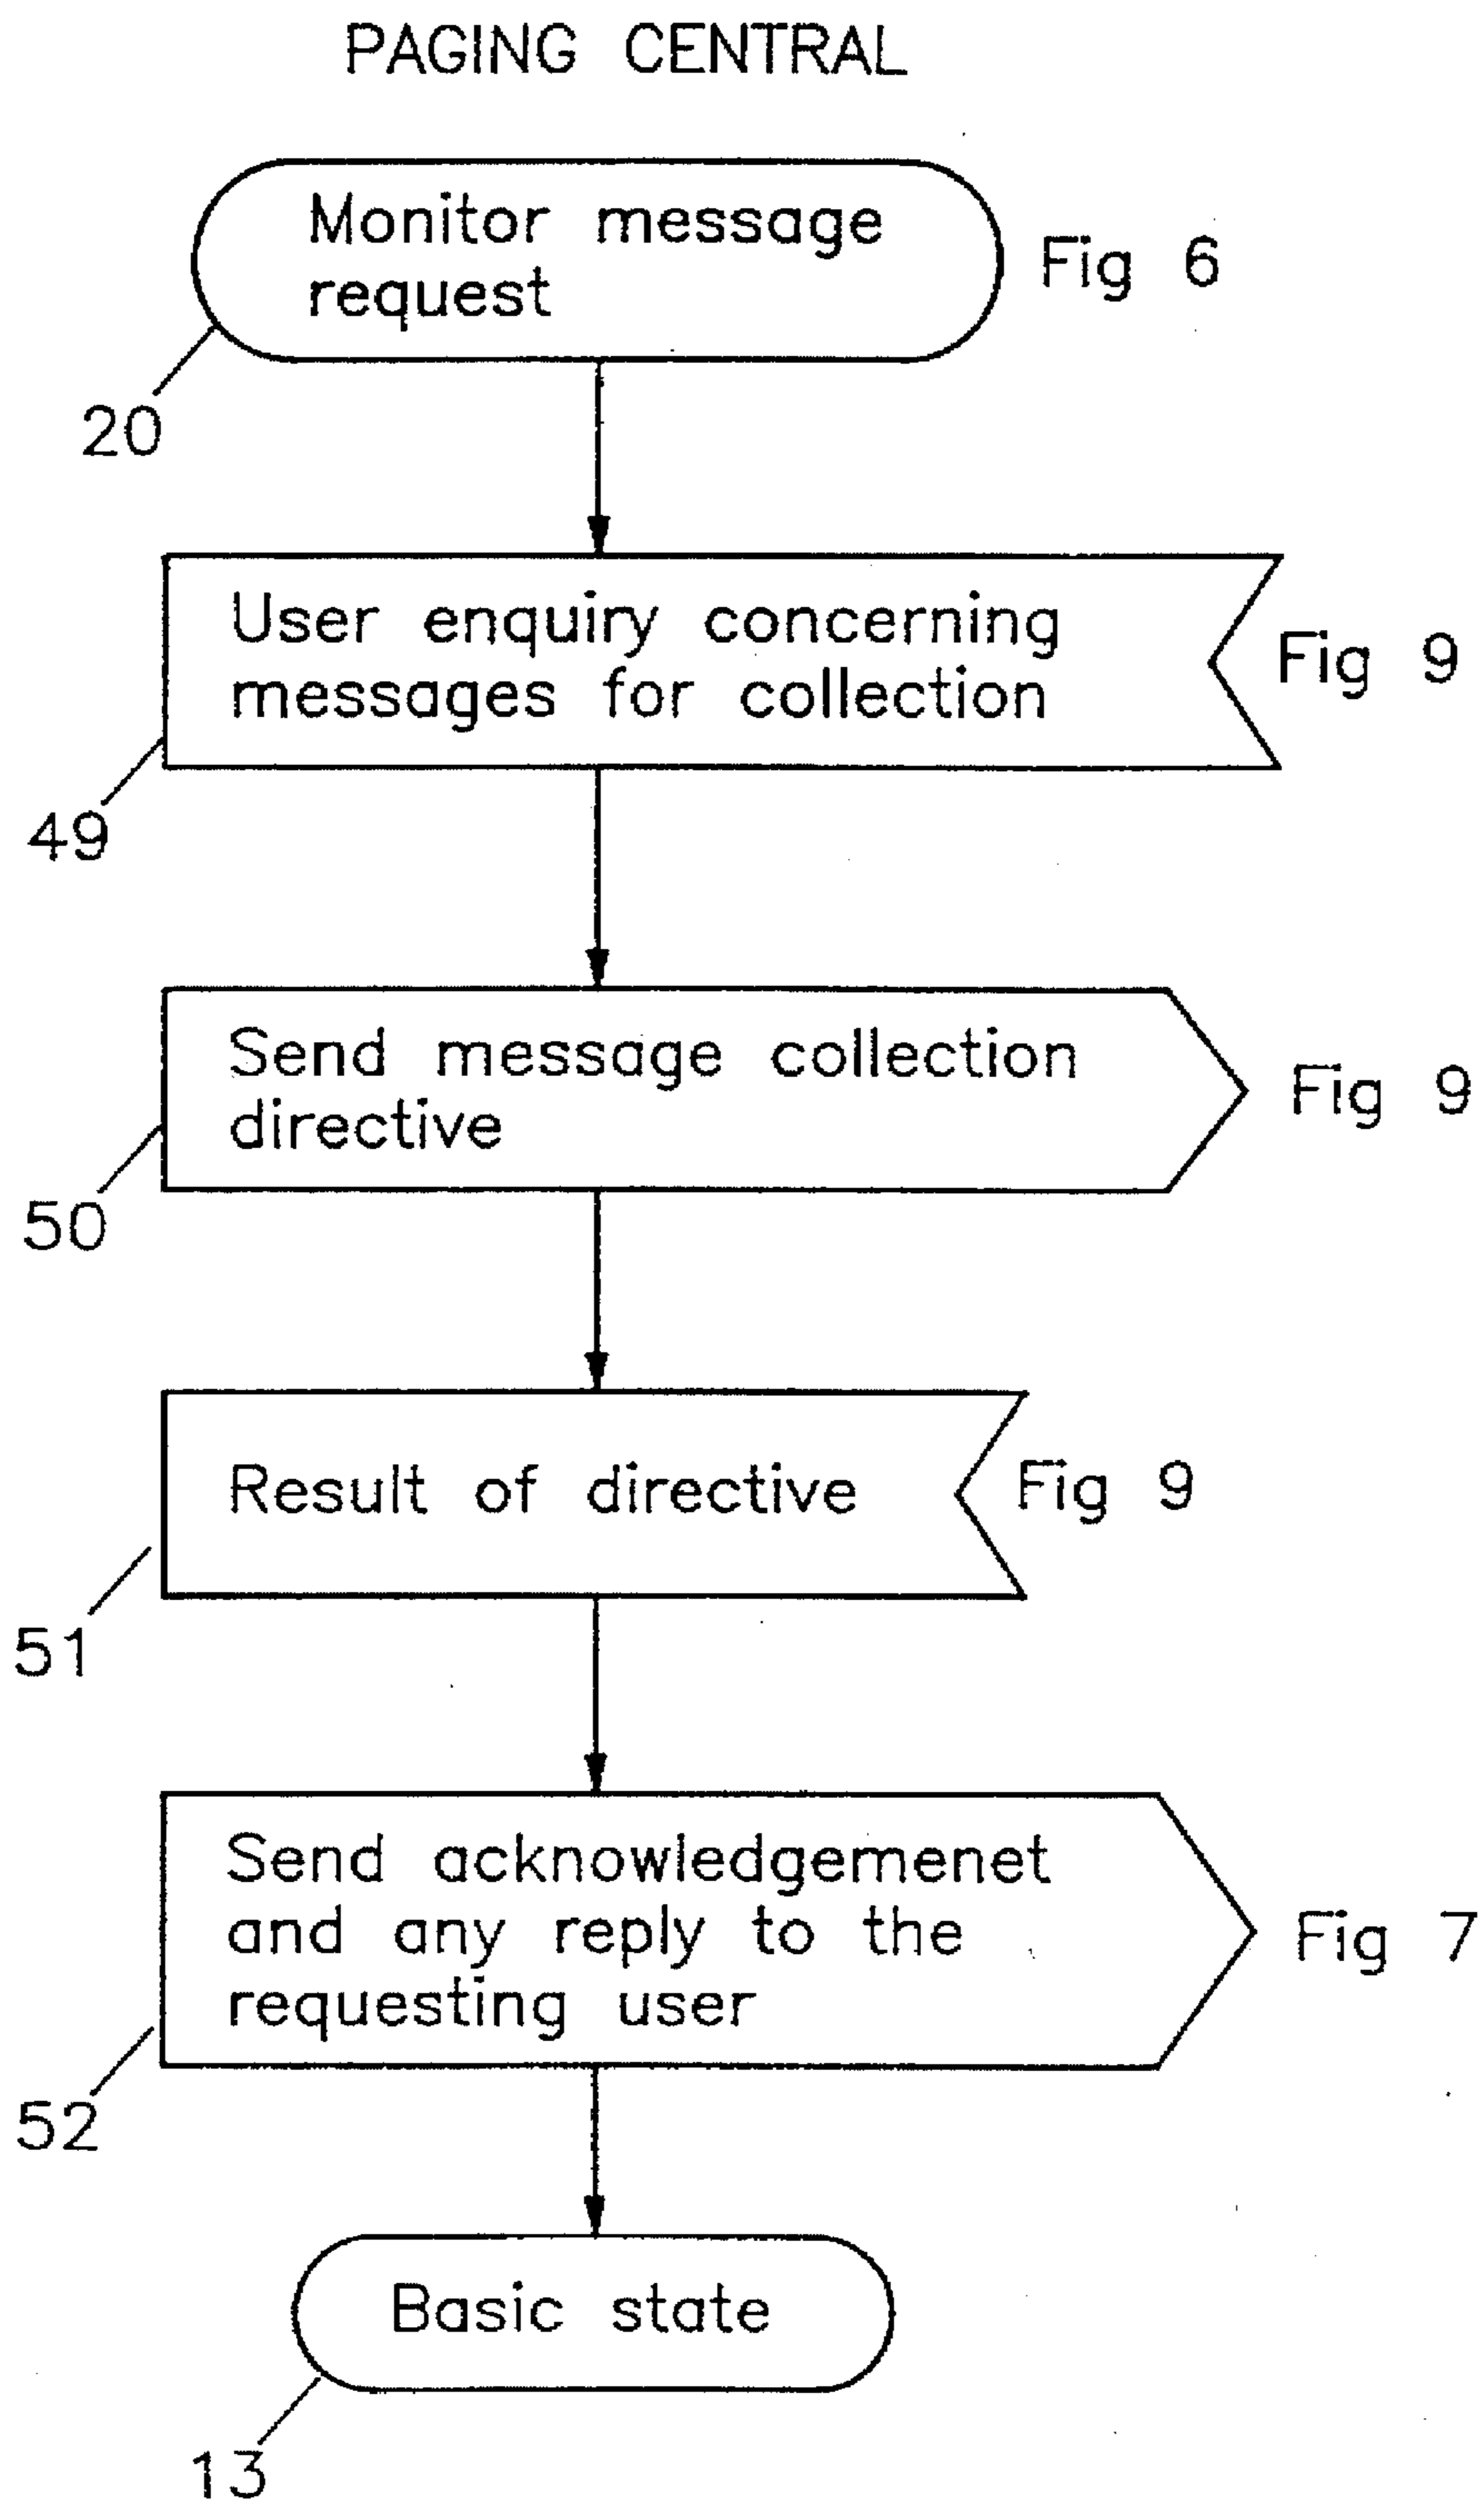 PAGING CENTRAL
Monitor message
request
Fig 6
20
User enquiry concerning
messages for collection
Fig 9
49
Send message collection
directive
Fig 9
50
Result of directive
Fig 9
51
Send acknowledgemenet
and any reply to the
requesting user
Fig 7
52
Basic state
13